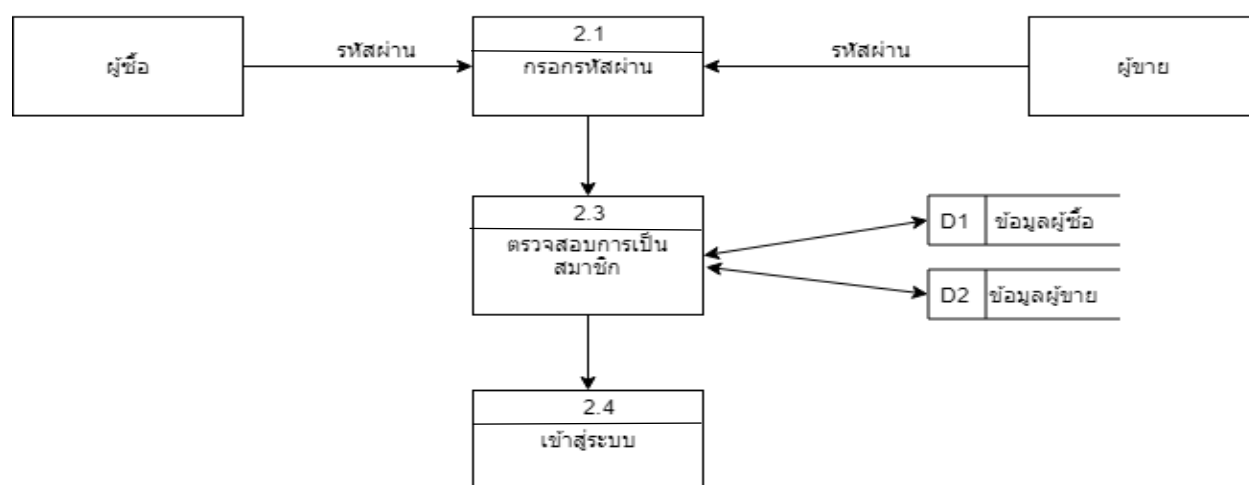 ผู้ซื้อ
รหัสผ่าน
2.1
กรอกรหัสผ่าน
รหัสผ่าน
ผู้ขาย
2.3
ตรวจสอบการเป็น
สมาชิก
D1 ข้อมูลผู้ซื้อ
D2 ข้อมูลผู้ขาย
2.4
เข้าสู่ระบบ